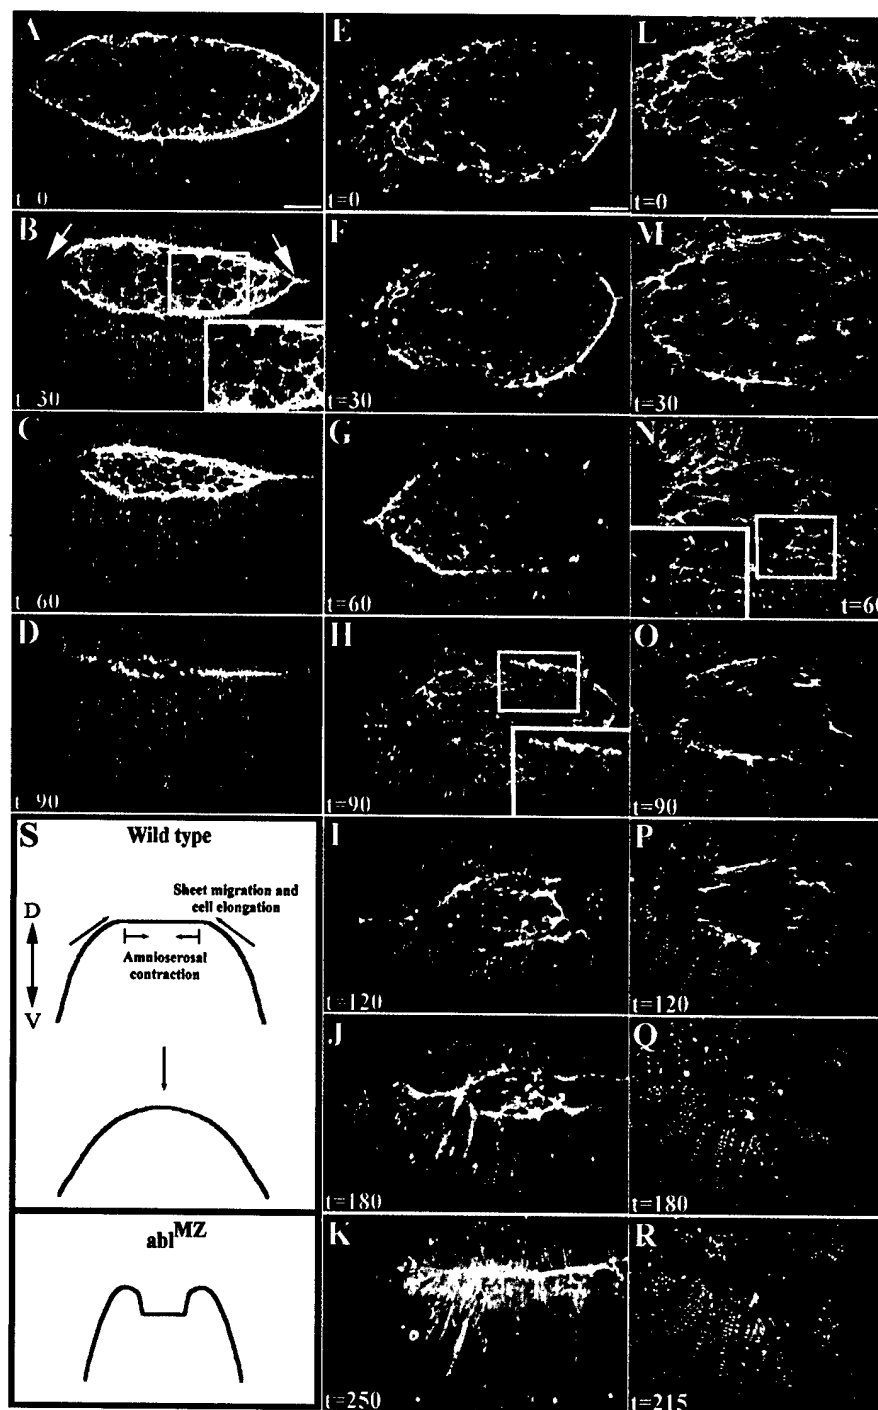 A
t=0
E
t=0
L
t=0
B
t=30
F
t=30
M
t=30
C
t=60
G
t=60
N
t=60
D
t=90
H
t=90
O
t=90
S
Wild type
Sheet migration and
cell elongation
D
Amnioserosal
contraction
V
abl^MZ
I
t=120
P
t=120
J
t=180
Q
t=180
K
t=250
R
t=215